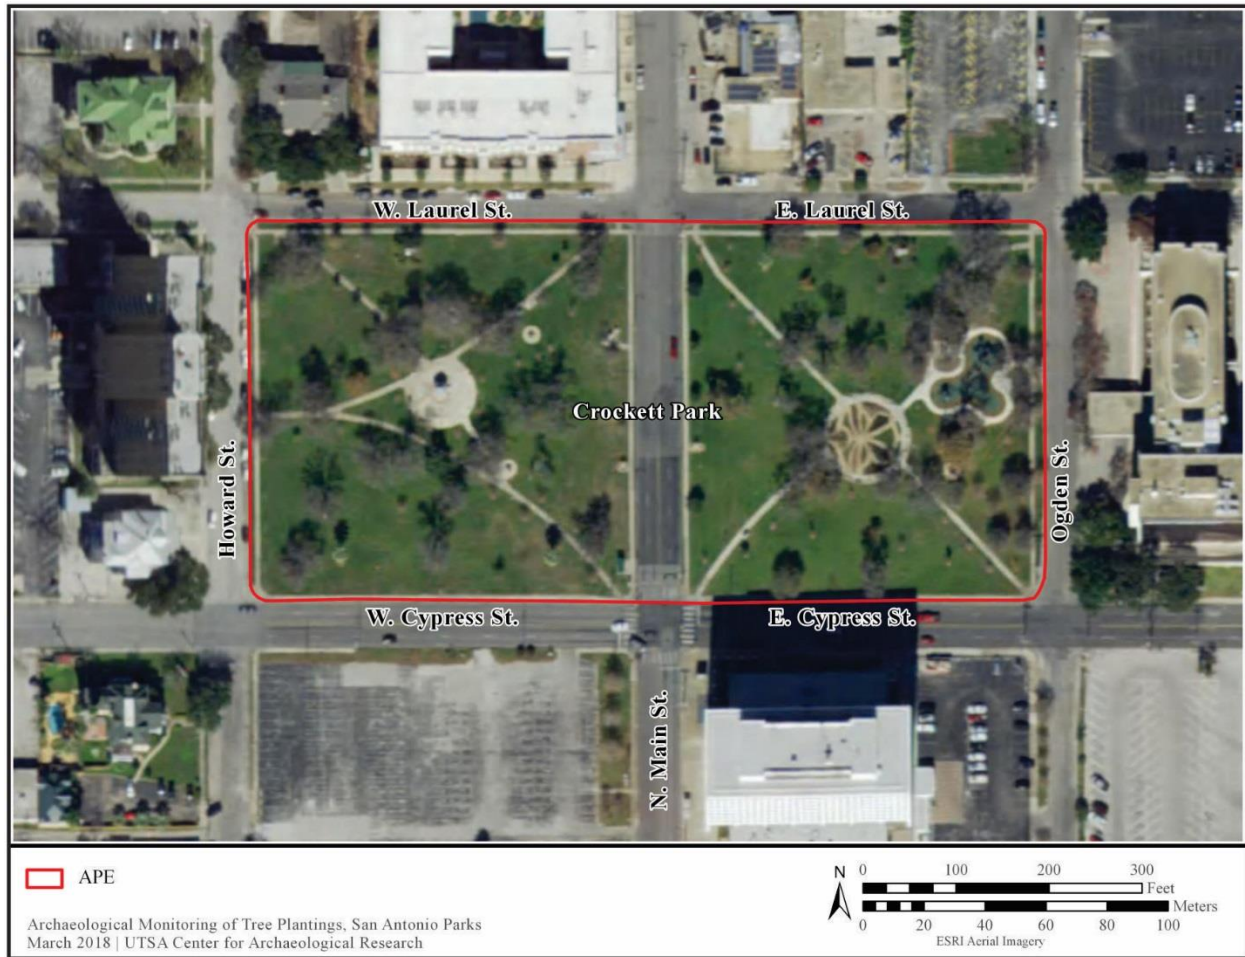 W. Laurel St.
E. Laurel St.
Crockett Park
Howard St.
Ogden St.
W. Cypress St.
E. Cypress St.
N. Main St.
APE
N
0 100 200 300
Feet
Meters
0 20 40 60 80 100
ESRI Aerial Imagery
Archaeological Monitoring of Tree Plantings, San Antonio Parks
March 2018 | UTSA Center for Archaeological Research